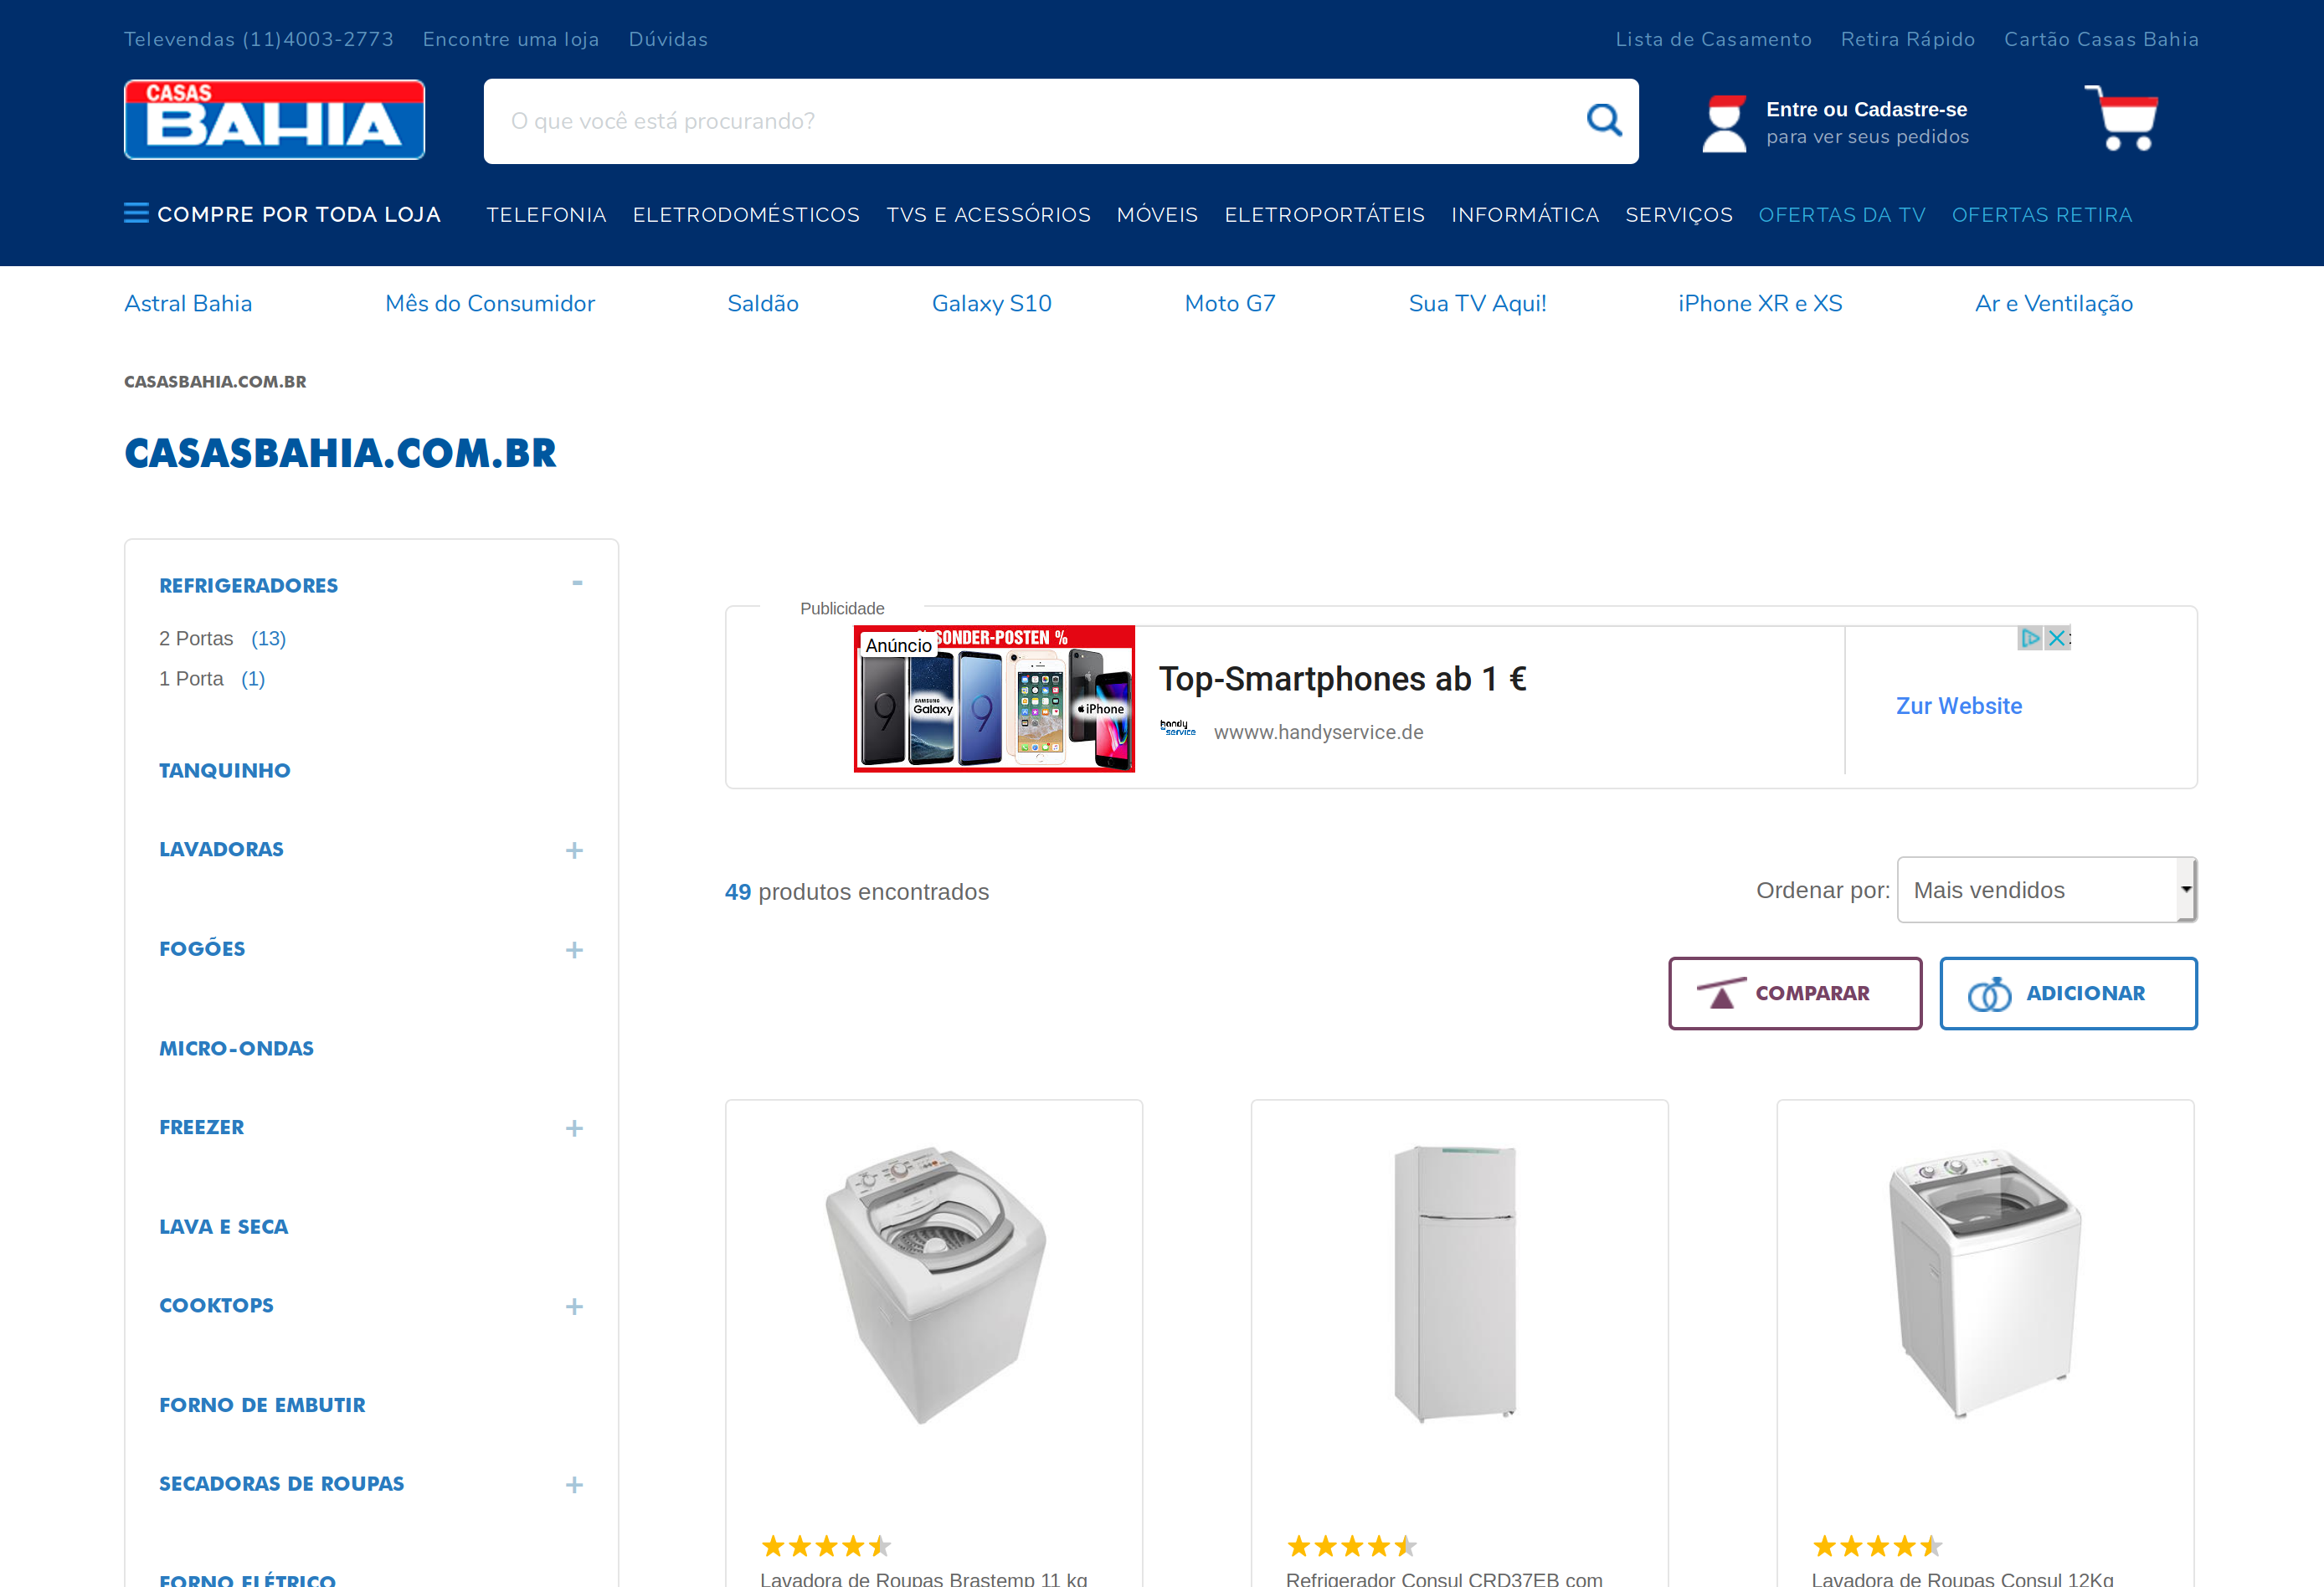 Televendas (11)4003-2773 Encontre uma loja Dúvidas Lista de Casamento Retira Rápido Cartão Casas Bahia
CASAS
BAHIA
O que você está procurando?
Entre ou Cadastre-se
para ver seus pedidos
COMPRE POR TODA LOJA TELEFONIA ELETRODOMÉSTICOS TVS E ACESSÓRIOS MÓVEIS ELETROPORTÁTEIS INFORMÁTICA SERVIÇOS OFERTAS DA TV OFERTAS RETIRA
Astral Bahia Mês do Consumidor Saldão Galaxy S10 Moto G7 Sua TV Aqui! iPhone XR e XS Ar e Ventilação
CASASBAHIA.COM.BR
CASASBAHIA.COM.BR
REFRIGERADORES -
2 Portas (13)
1 Porta (1)
TANQUINHO
LAVADORAS +
FOGÕES +
MICRO-ONDAS
FREEZER +
LAVA E SECA
COOKTOPS +
FORNO DE EMBUTIR
SECADORAS DE ROUPAS +
FORNO ELÉTRICO
Publicidade
% SONDER-POSTEN %
Anúncio
9
SAMSUNG
Galaxy
9
iPhone
Top-Smartphones ab 1 €
handy
service
wwww.handyservice.de
Zur Website
49 produtos encontrados
Ordenar por: Mais vendidos
COMPARAR ADICIONAR
Lavadora de Roupas Brastemp 11 kg
Refrigerador Consul CRD37EB com
Lavadora de Roupas Consul 12Kg